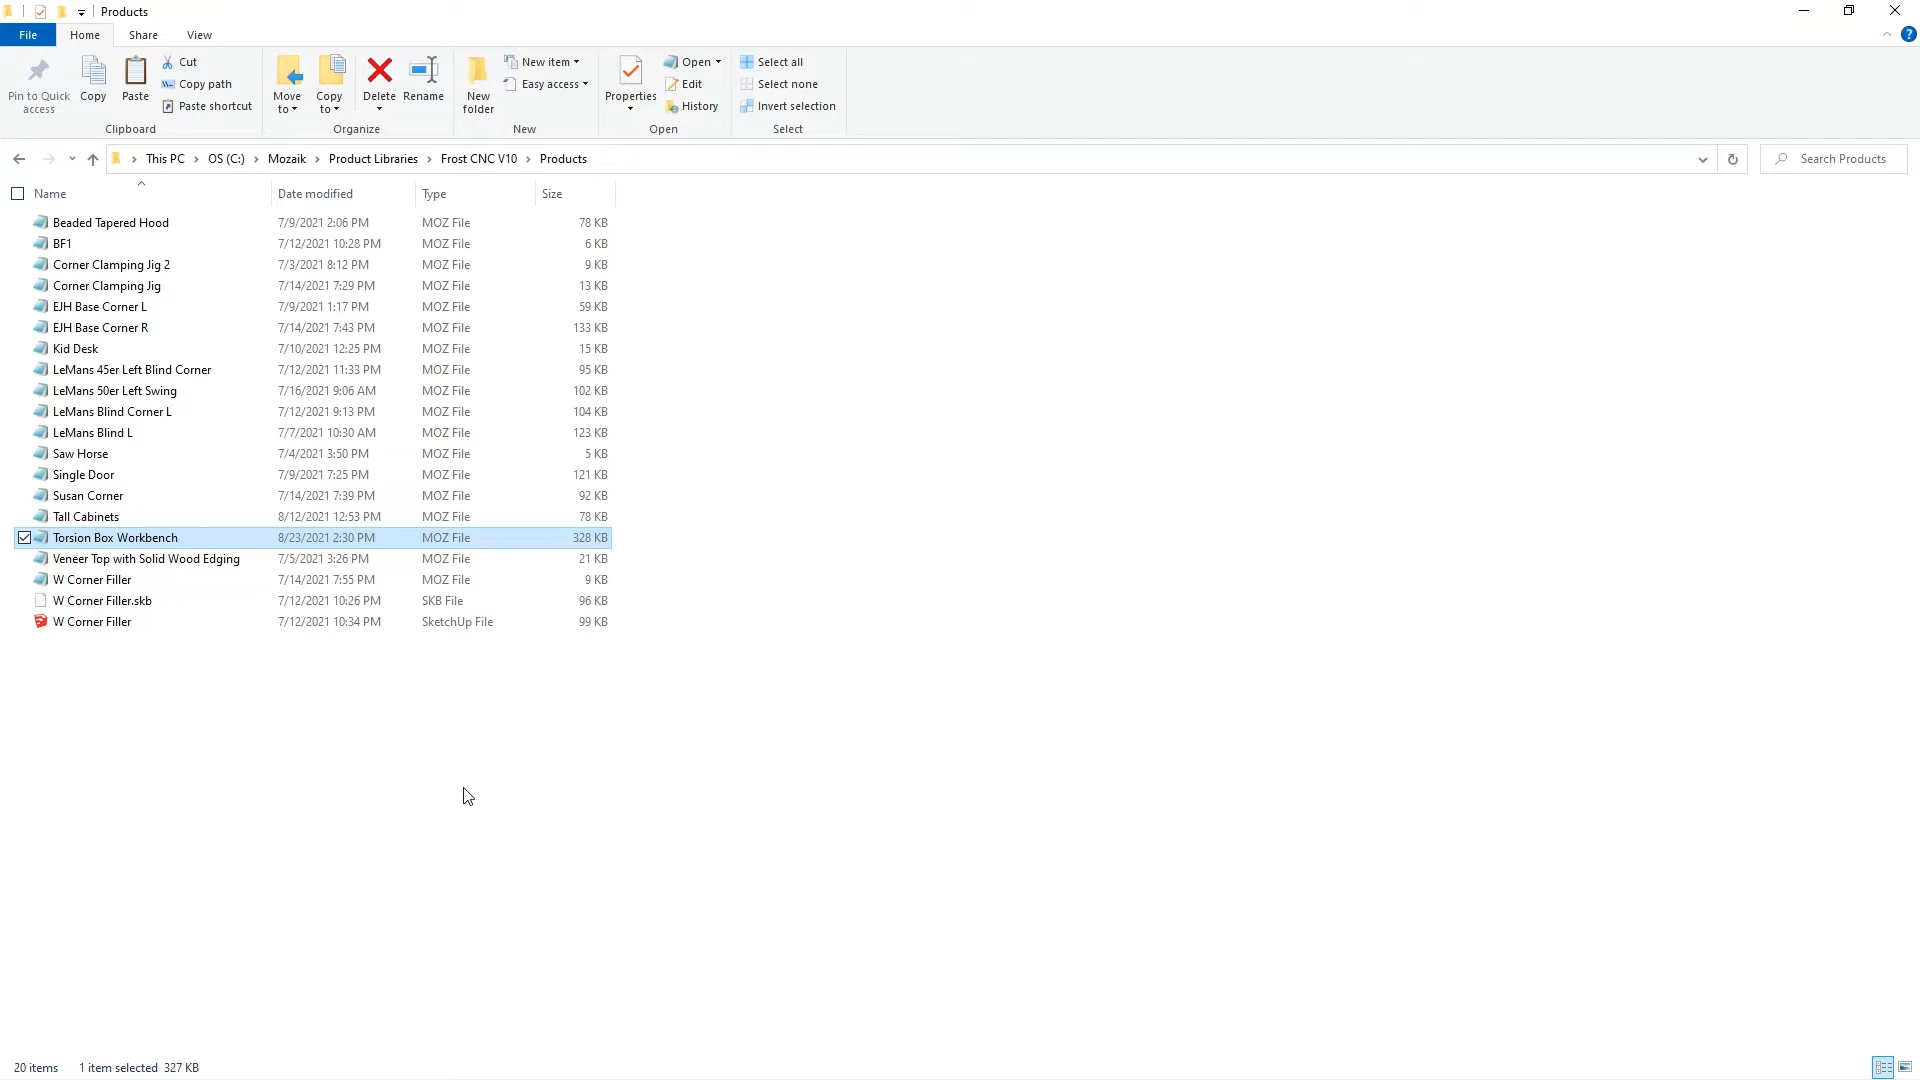 Products
File Home Share View
Pin to Quick access
Copy
Paste
Cut
Copy path
Paste shortcut
Clipboard
Move to
Copy to
Delete
Rename
Organize
New folder
New item
Easy access
New
Properties
Open
Edit
History
Open
Select all
Select none
Invert selection
Select
This PC › OS (C:) › Mozaik › Product Libraries › Frost CNC V10 › Products
Search Products
Name Date modified Type Size
Beaded Tapered Hood 7/9/2021 2:06 PM MOZ File 78 KB
BF1 7/12/2021 10:28 PM MOZ File 6 KB
Corner Clamping Jig 2 7/3/2021 8:12 PM MOZ File 9 KB
Corner Clamping Jig 7/14/2021 7:29 PM MOZ File 13 KB
EJH Base Corner L 7/9/2021 1:17 PM MOZ File 59 KB
EJH Base Corner R 7/14/2021 7:43 PM MOZ File 133 KB
Kid Desk 7/10/2021 12:25 PM MOZ File 15 KB
LeMans 45er Left Blind Corner 7/12/2021 11:33 PM MOZ File 95 KB
LeMans 50er Left Swing 7/16/2021 9:06 AM MOZ File 102 KB
LeMans Blind Corner L 7/12/2021 9:13 PM MOZ File 104 KB
LeMans Blind L 7/7/2021 10:30 AM MOZ File 123 KB
Saw Horse 7/4/2021 3:50 PM MOZ File 5 KB
Single Door 7/9/2021 7:25 PM MOZ File 121 KB
Susan Corner 7/14/2021 7:39 PM MOZ File 92 KB
Tall Cabinets 8/12/2021 12:53 PM MOZ File 78 KB
Torsion Box Workbench 8/23/2021 2:30 PM MOZ File 328 KB
Veneer Top with Solid Wood Edging 7/5/2021 3:26 PM MOZ File 21 KB
W Corner Filler 7/14/2021 7:55 PM MOZ File 9 KB
W Corner Filler.skb 7/12/2021 10:26 PM SKB File 96 KB
W Corner Filler 7/12/2021 10:34 PM SketchUp File 99 KB
20 items 1 item selected 327 KB